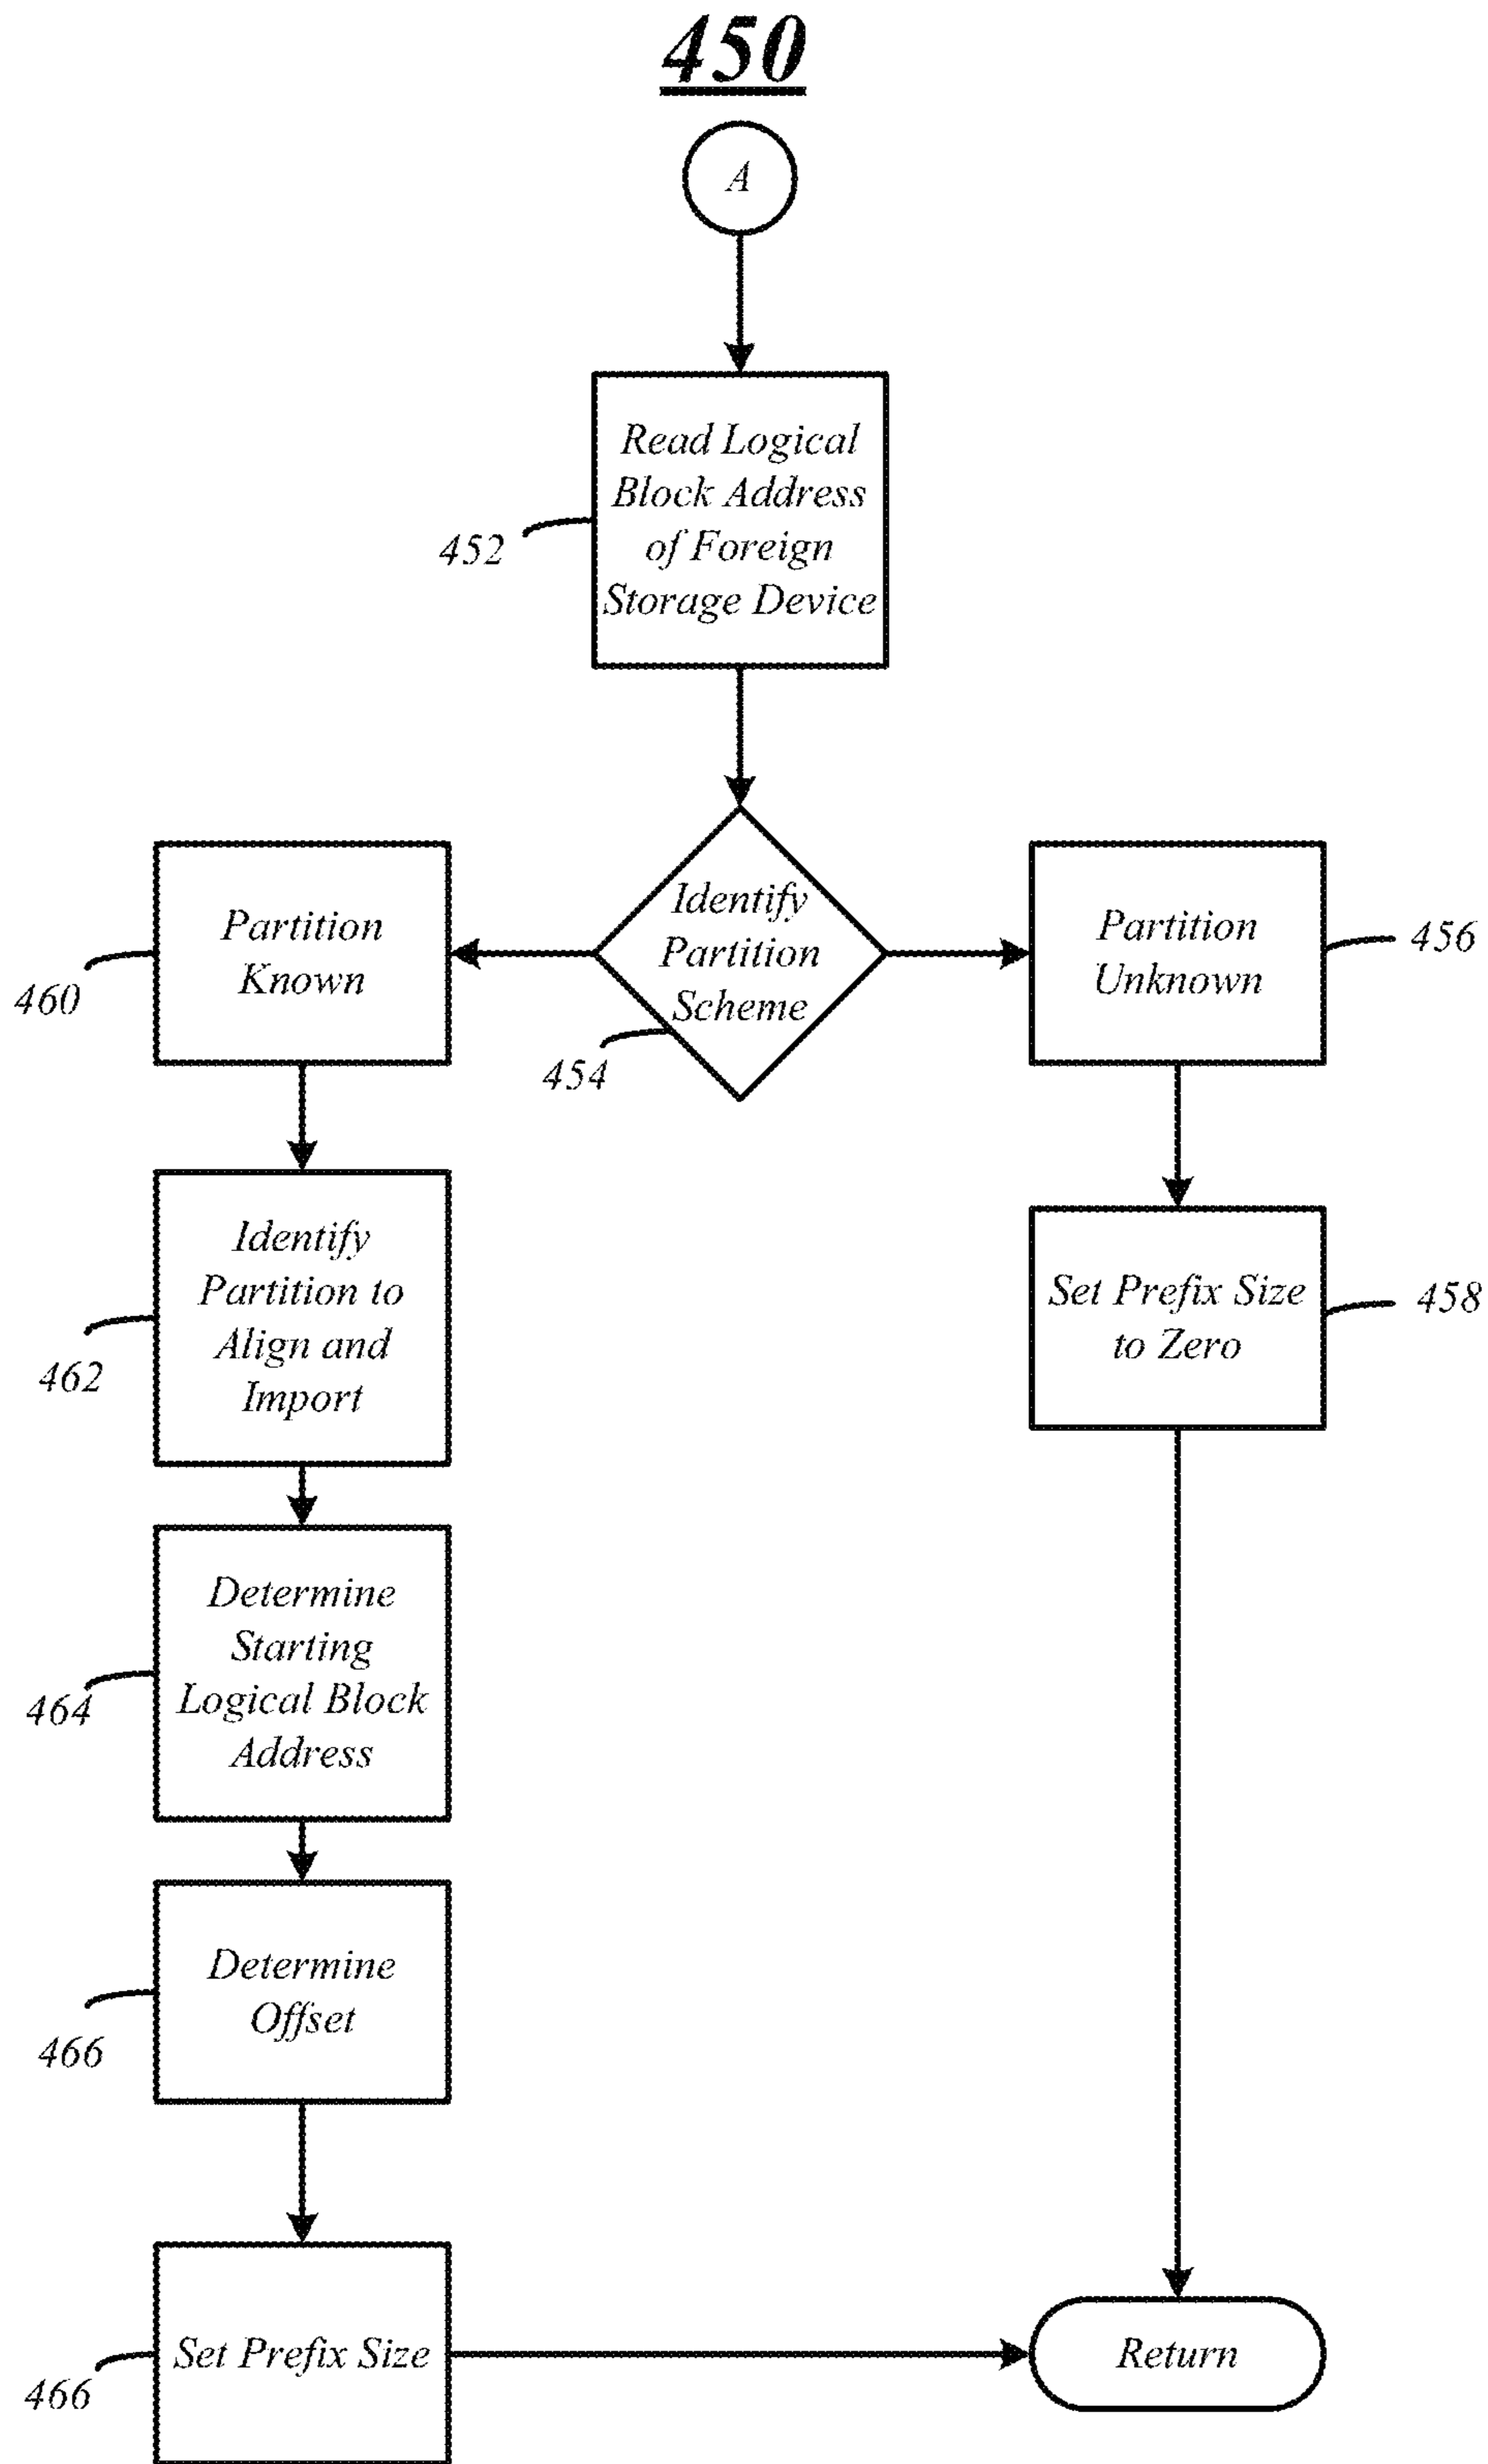 450
A
Read Logical
Block Address
of Foreign
Storage Device
452
Identify
Partition
Scheme
454
Partition
Known
460
Partition
Unknown
456
Identify
Partition to
Align and
Import
462
Set Prefix Size
to Zero
458
Determine
Starting
Logical Block
Address
464
Determine
Offset
466
Set Prefix Size
466
Return